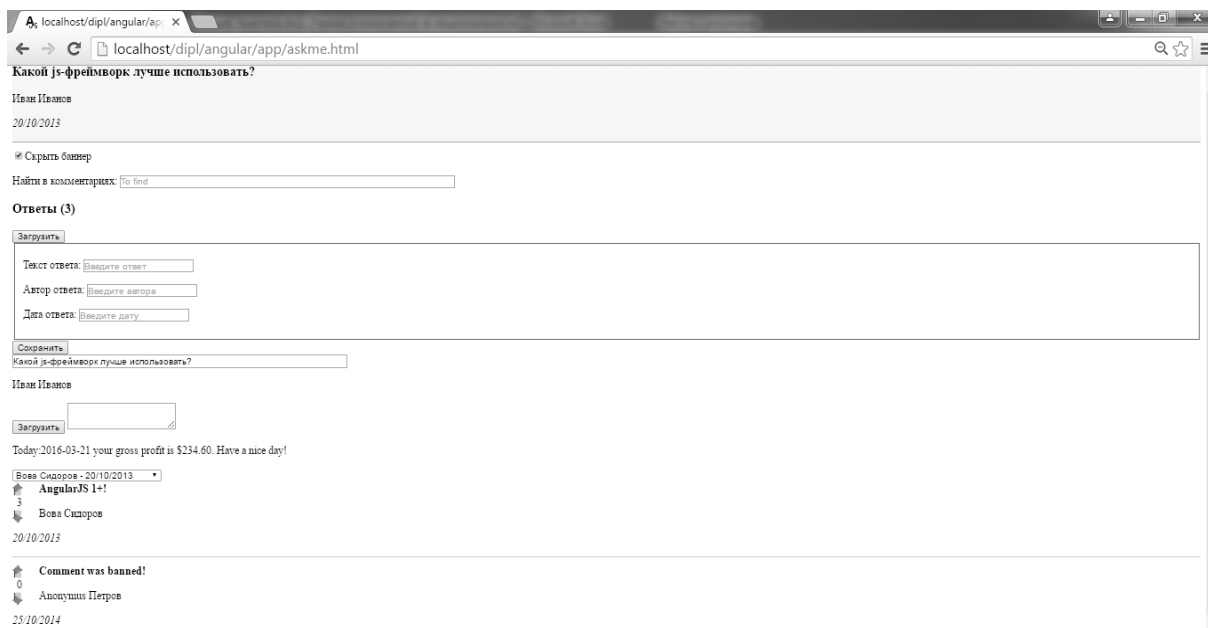 localhost/dipl/angular/ap
localhost/dipl/angular/app/askme.html
Какой js-фреймворк лучше использовать?
Иван Иванов
20/10/2013
Скрыть баннер
Найти в комментариях: To find
Ответы (3)
Загрузить
Текст ответа: Введите ответ
Автор ответа: Введите автора
Дата ответа: Введите дату
Сохранить
Какой js-фреймворк лучше использовать?
Иван Иванов
Загрузить
Today:2016-03-21 your gross profit is $234.60. Have a nice day!
Вова Сидоров - 20/10/2013
AngularJS 1+!
3
Вова Сидоров
20/10/2013
Comment was banned!
0
Anonymus Петров
25/10/2014